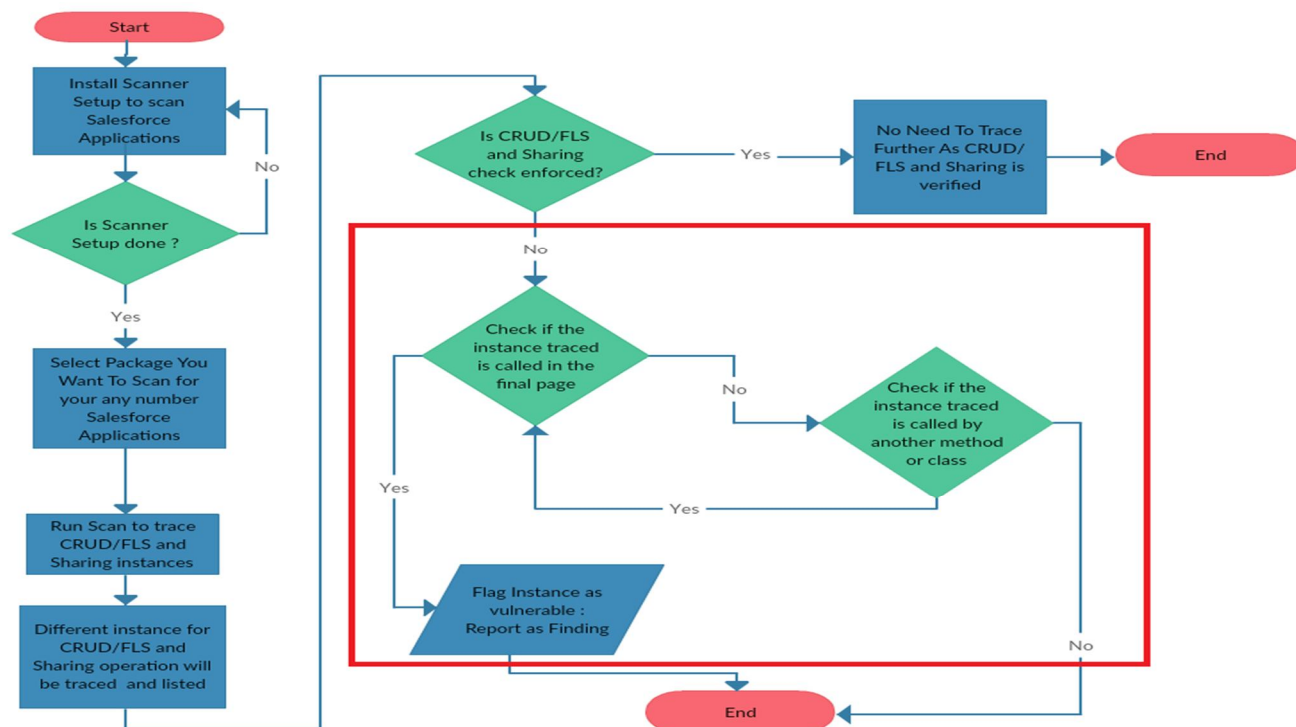 Start
Install Scanner
Setup to scan
Salesforce
Applications
No
Is Scanner
Setup done ?
Yes
Select Package You
Want To Scan for
your any number
Salesforce
Applications
Run Scan to trace
CRUD/FLS and
Sharing instances
Different instance for
CRUD/FLS and
Sharing operation will
be traced and listed
Is CRUD/FLS
and Sharing
check enforced?
Yes
No Need To Trace
Further As CRUD/
FLS and Sharing is
verified
End
No
Check if the
instance traced
is called in the
final page
No
Check if the
instance traced
is called by
another method
or class
Yes
Yes
Flag Instance as
vulnerable :
Report as Finding
No
End